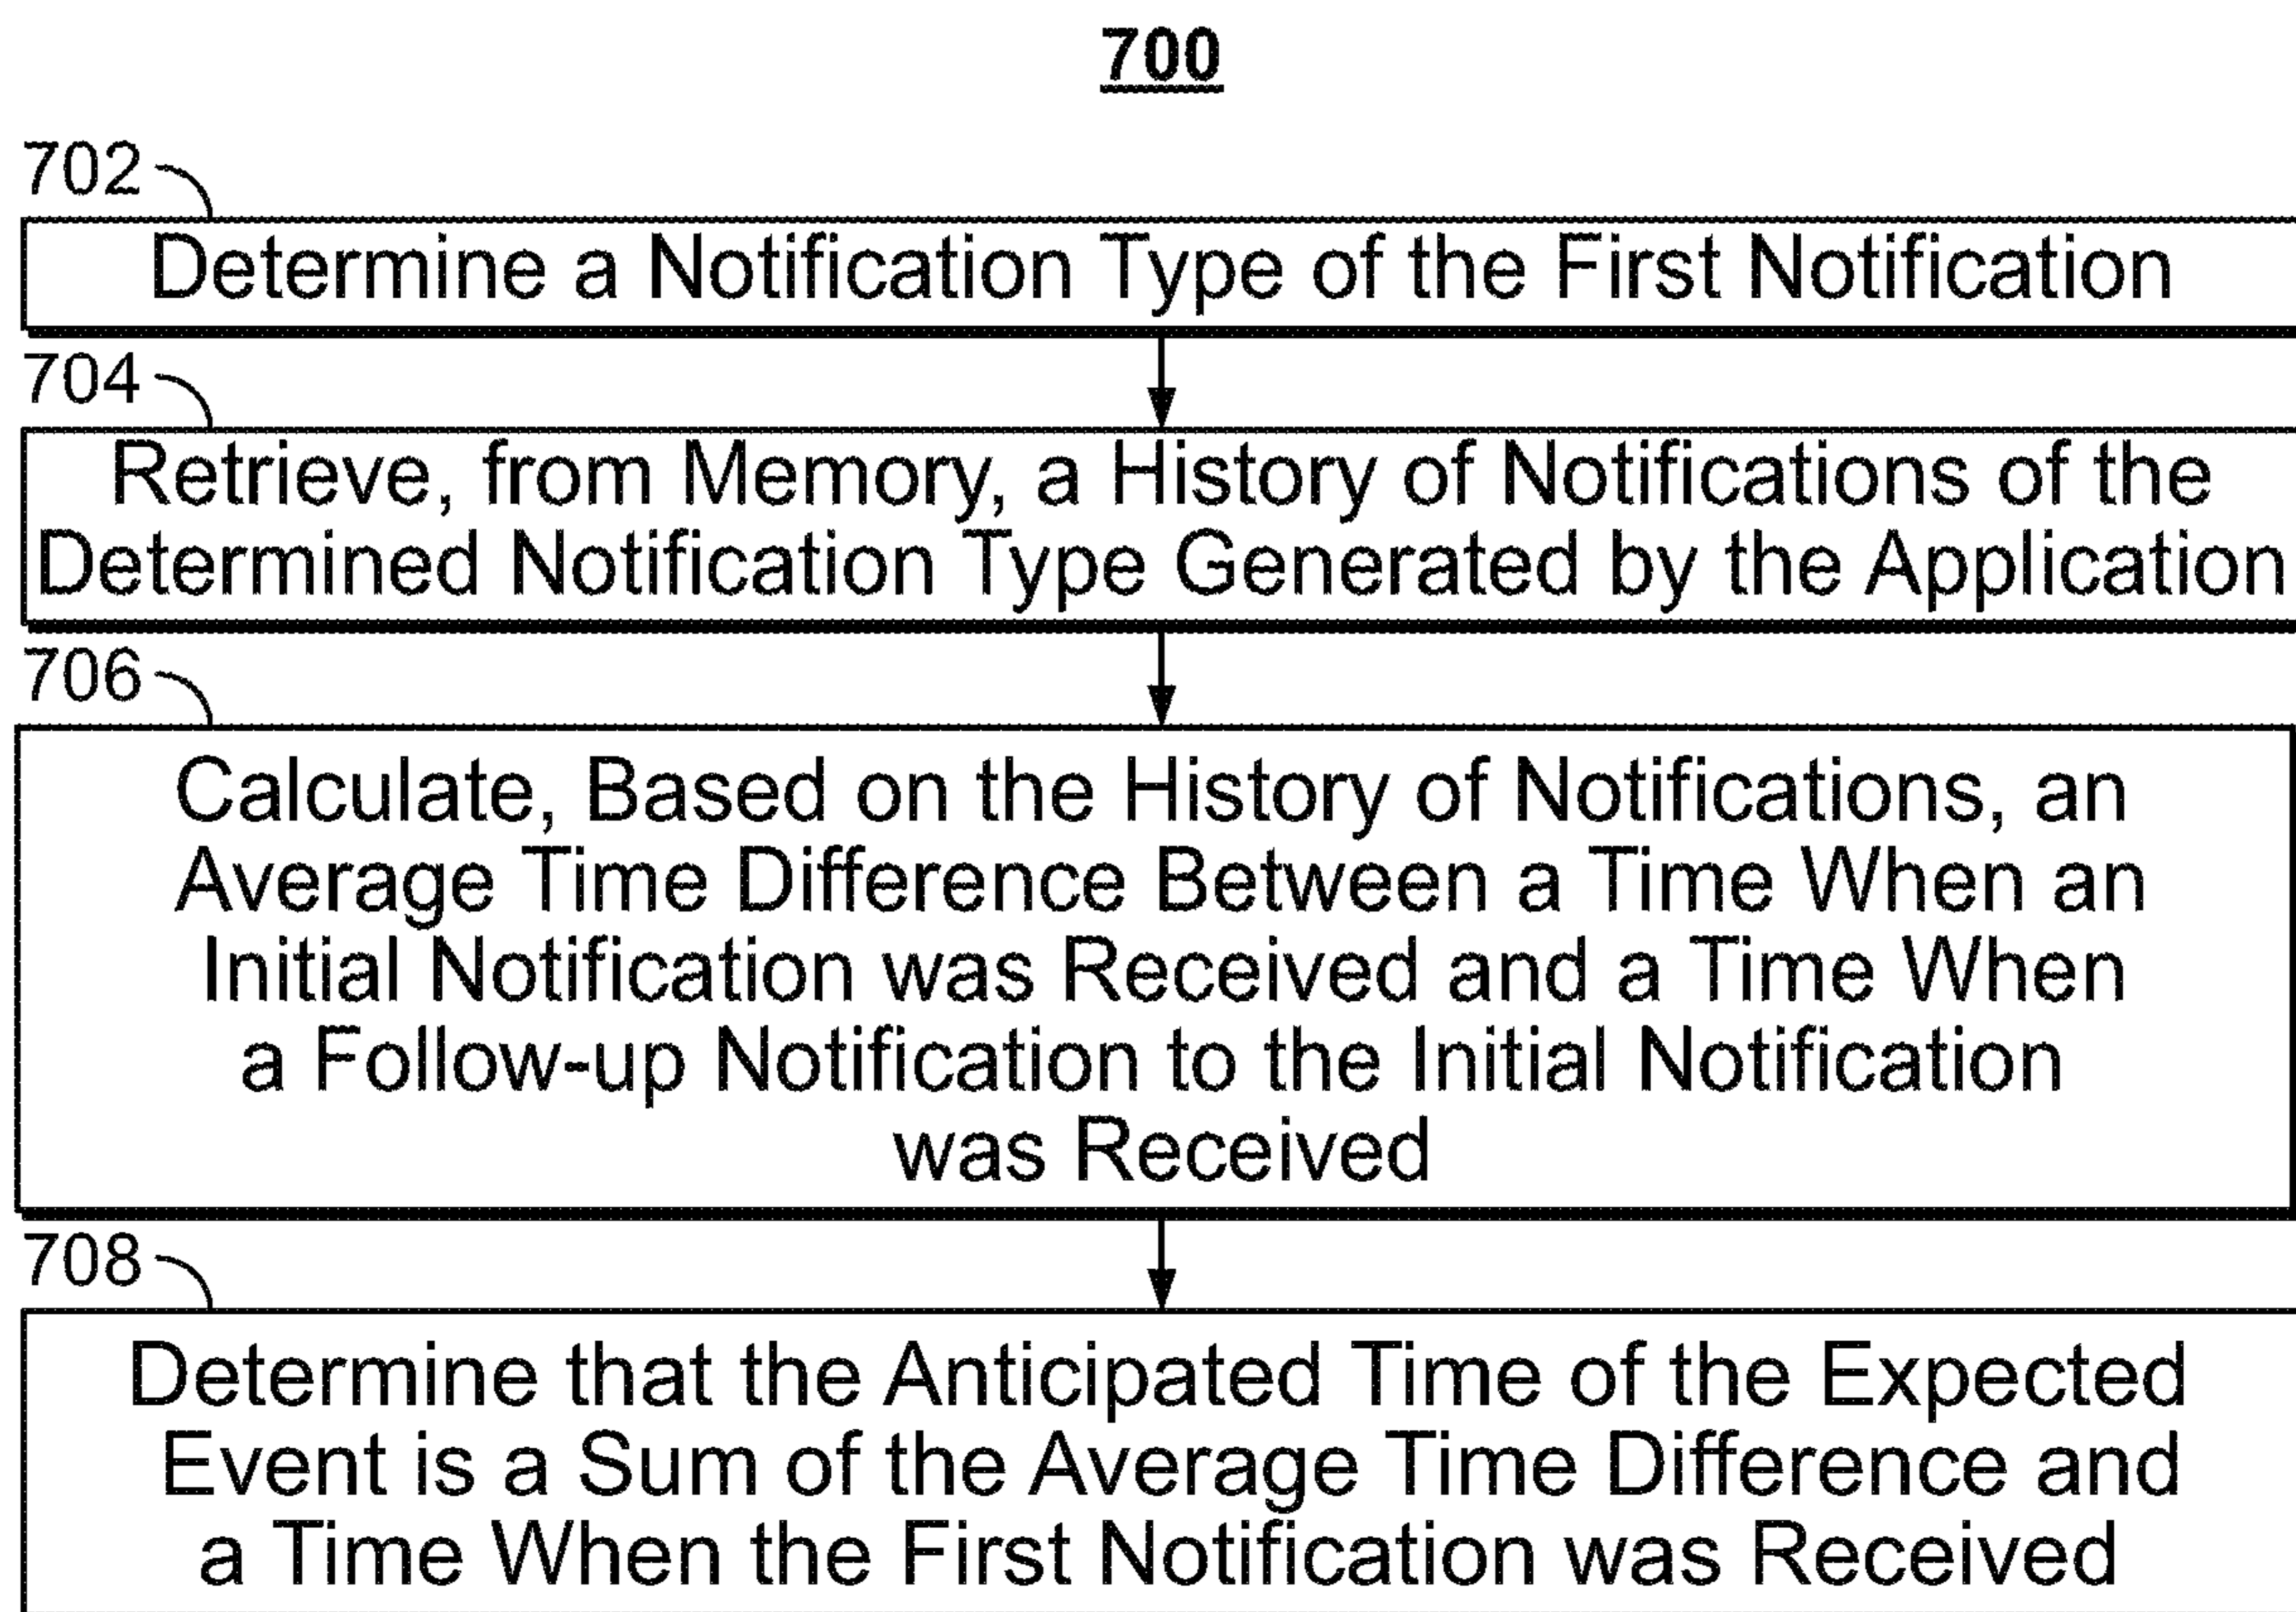 700
702
Determine a Notification Type of the First Notification
704
Retrieve, from Memory, a History of Notifications of the
Determined Notification Type Generated by the Application
706
Calculate, Based on the History of Notifications, an
Average Time Difference Between a Time When an
Initial Notification was Received and a Time When
a Follow-up Notification to the Initial Notification
was Received
708
Determine that the Anticipated Time of the Expected
Event is a Sum of the Average Time Difference and
a Time When the First Notification was Received